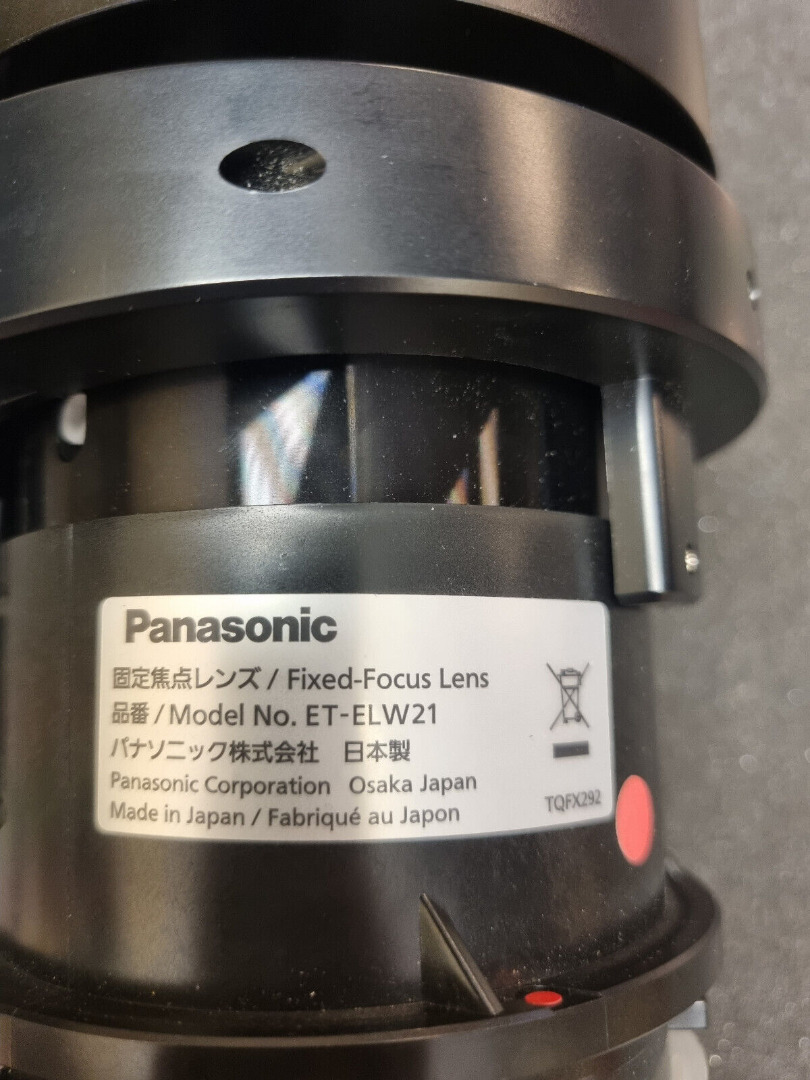 Panasonic
固定焦点レンズ / Fixed-Focus Lens
品番 / Model No. ET-ELW21
パナソニック株式会社 日本製
Panasonic Corporation Osaka Japan
Made in Japan / Fabriqué au Japon
TQFX292